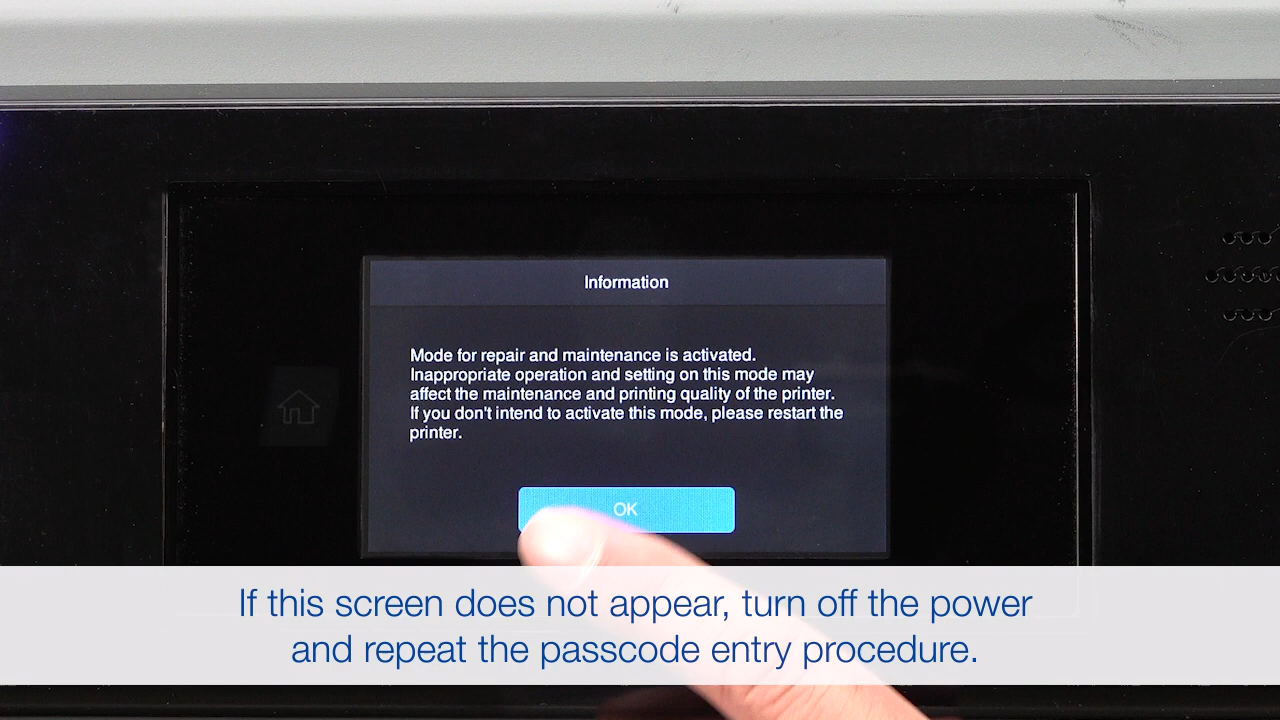 Information
Mode for repair and maintenance is activated.
Inappropriate operation and setting on this mode may
affect the maintenance and printing quality of the printer.
If you don't intend to activate this mode, please restart the
printer.
OK
If this screen does not appear, turn off the power
and repeat the passcode entry procedure.